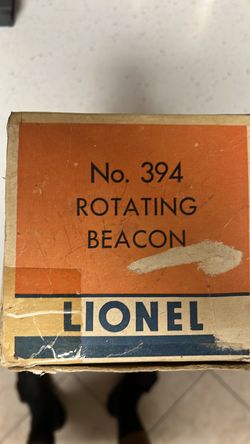 No. 394
ROTATING
BEACON
LIONEL